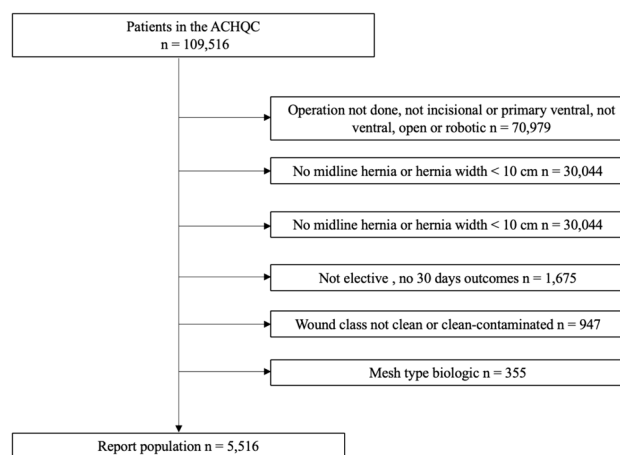 Patients in the ACHQC
n = 109,516
Operation not done, not incisional or primary ventral, not
ventral, open or robotic n = 70,979
No midline hernia or hernia width < 10 cm n = 30,044
No midline hernia or hernia width < 10 cm n = 30,044
Not elective , no 30 days outcomes n = 1,675
Wound class not clean or clean-contaminated n = 947
Mesh type biologic n = 355
Report population n = 5,516